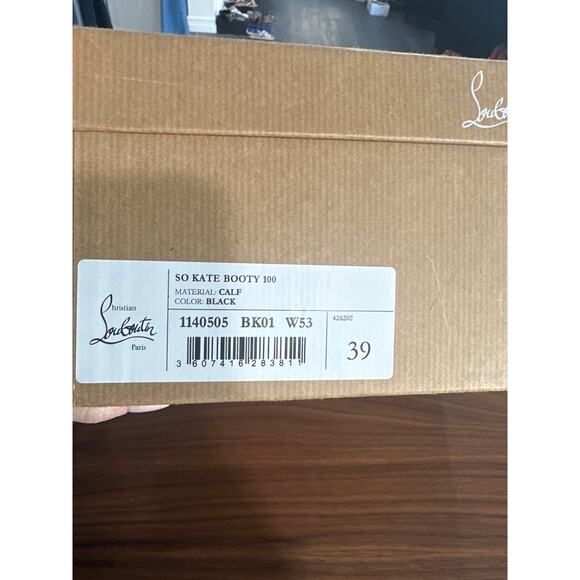 Loubou
SO KATE BOOTY 100
MATERIAL: CALF
COLOR: BLACK
Christian
Louboutin
Paris
1140505 BK01 W53
428202
3 607416 283811
39